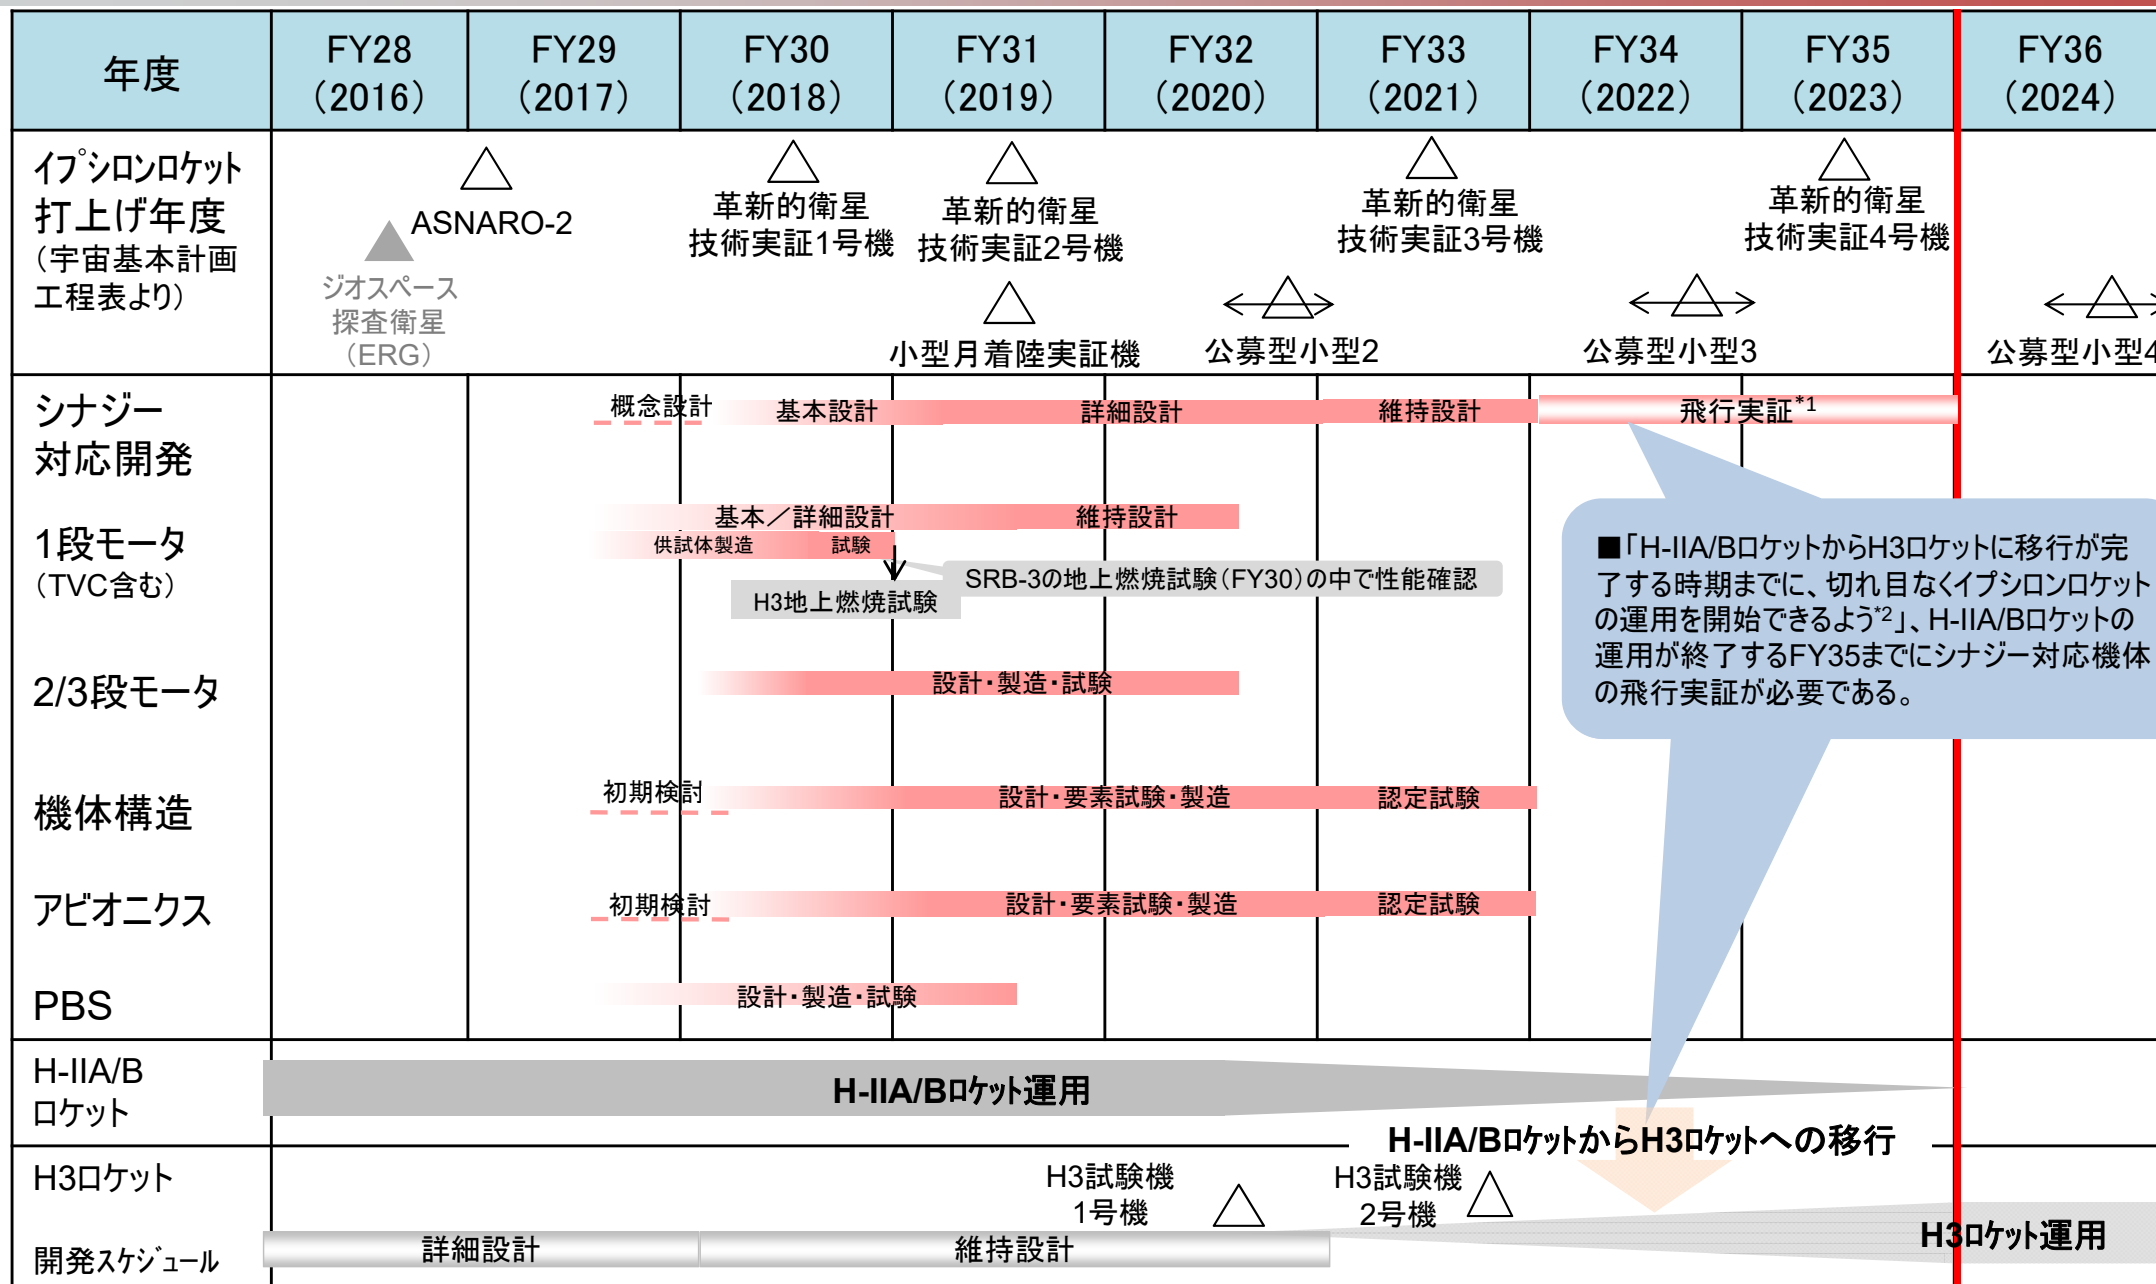 年度
FY28
（2016）
FY29
（2017）
FY30
（2018）
FY31
（2019）
FY32
（2020）
FY33
（2021）
FY34
（2022）
FY35
（2023）
FY36
（2024）
イプシロンロケット
打上げ年度
（宇宙基本計画
工程表より）
ASNARO-2
ジオスペース
探査衛星
（ERG）
革新的衛星
技術実証1号機
革新的衛星
技術実証2号機
小型月着陸実証機
公募型小型2
革新的衛星
技術実証3号機
公募型小型3
革新的衛星
技術実証4号機
公募型小型4
シナジー
対応開発
概念設計
基本設計
詳細設計
維持設計
飛行実証*1
1段モータ
（TVC含む）
基本／詳細設計
維持設計
供試体製造
試験
H3地上燃焼試験
SRB-3の地上燃焼試験（FY30）の中で性能確認
■「H-IIA/BロケットからH3ロケットに移行が完
了する時期までに、切れ目なくイプシロンロケット
の運用を開始できるよう*2」、H-IIA/Bロケットの
運用が終了するFY35までにシナジー対応機体
の飛行実証が必要である。
2/3段モータ
設計・製造・試験
機体構造
初期検討
設計・要素試験・製造
認定試験
アビオニクス
初期検討
設計・要素試験・製造
認定試験
PBS
設計・製造・試験
H-IIA/B
ロケット
H-IIA/Bロケット運用
H-IIA/BロケットからH3ロケットへの移行
H3ロケット
H3試験機
1号機
H3試験機
2号機
H3ロケット運用
開発スケジュール
詳細設計
維持設計